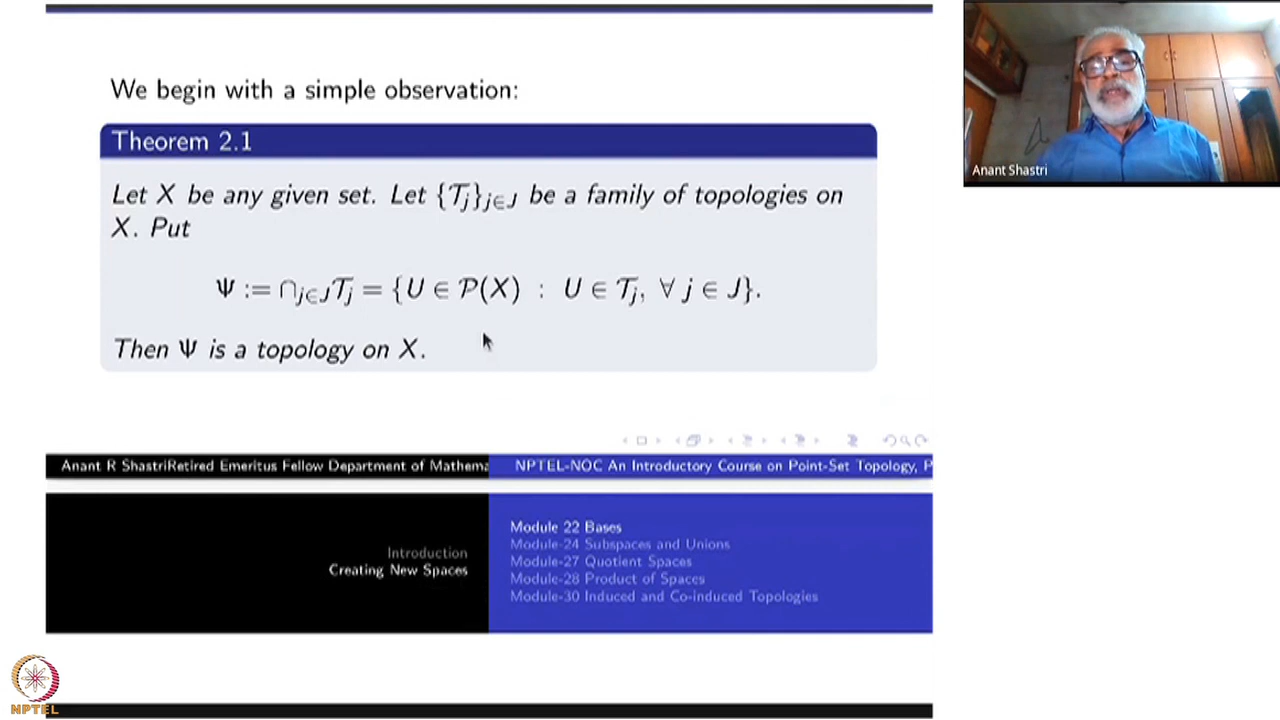 We begin with a simple observation:
Theorem 2.1
Let X be any given set. Let {𝒯ⱼ}ⱼ∈J be a family of topologies on
X. Put
Ψ := ∩ⱼ∈J𝒯ⱼ = {U ∈ 𝒫(X) : U ∈ 𝒯ⱼ, ∀ j ∈ J}.
Then Ψ is a topology on X.
Anant Shastri
Anant R ShastriRetired Emeritus Fellow Department of Mathema
NPTEL-NOC An Introductory Course on Point-Set Topology, P
Introduction
Creating New Spaces
Module 22 Bases
Module-24 Subspaces and Unions
Module-27 Quotient Spaces
Module-28 Product of Spaces
Module-30 Induced and Co-induced Topologies
NPTEL